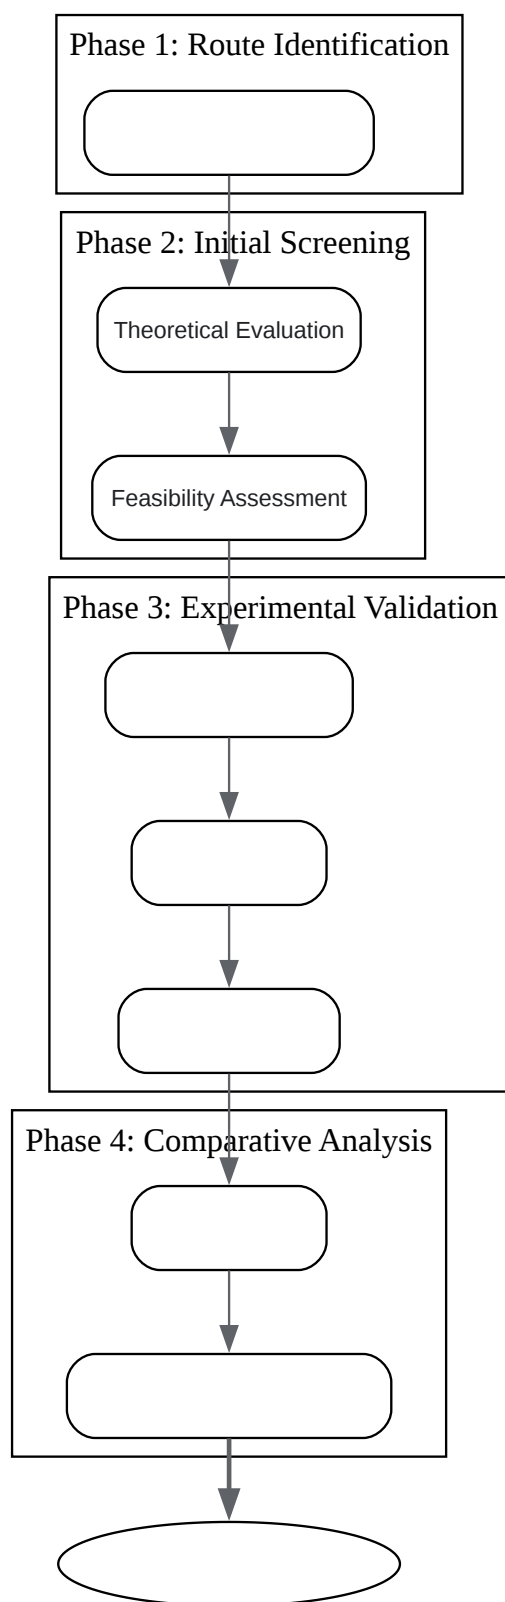 Phase 1: Route Identification
Phase 2: Initial Screening
Theoretical Evaluation
Feasibility Assessment
Phase 3: Experimental Validation
Phase 4: Comparative Analysis